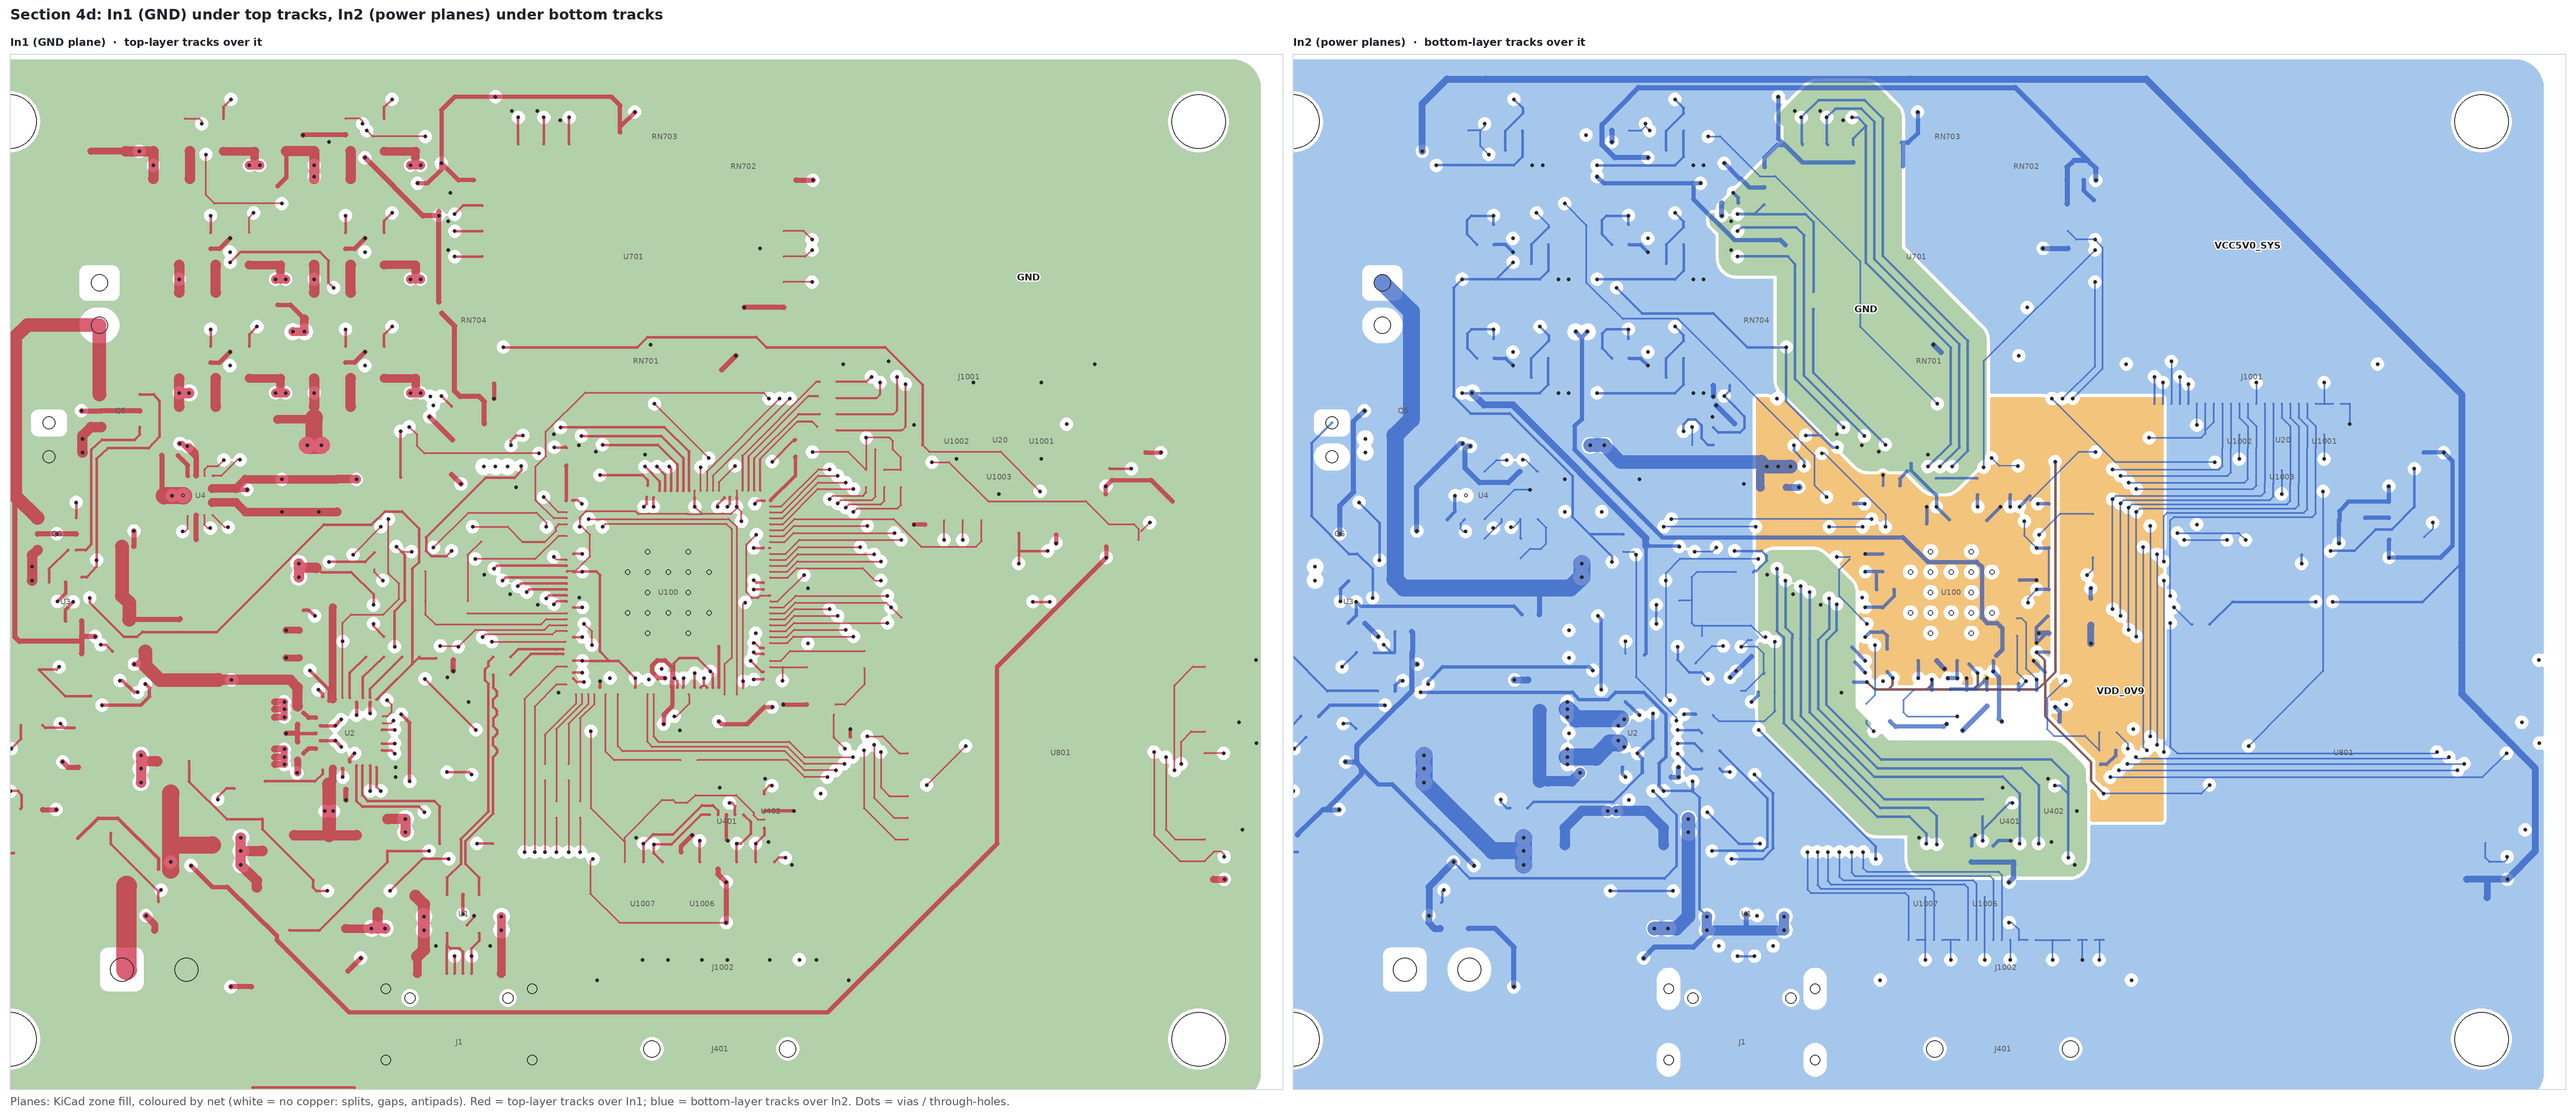 Section 4d: In1 (GND) under top tracks, In2 (power planes) under bottom tracks
In1 (GND plane) · top-layer tracks over it
RN703
RN702
U701
GND
RN704
RN701
J1001
U1002
U20
U1001
U1003
U4
U100
U3
U2
U801
U402
U401
U1007
U1006
J1002
J1
J401
In2 (power planes) · bottom-layer tracks over it
RN703
RN702
VCC5V0_SYS
U701
GND
RN704
RN701
J1001
U1002
U20
U1001
U1003
U4
U100
U3
VDD_0V9
U2
U801
U402
U401
U1007
U1006
J1002
J1
J401
Planes: KiCad zone fill, coloured by net (white = no copper: splits, gaps, antipads). Red = top-layer tracks over In1; blue = bottom-layer tracks over In2. Dots = vias / through-holes.